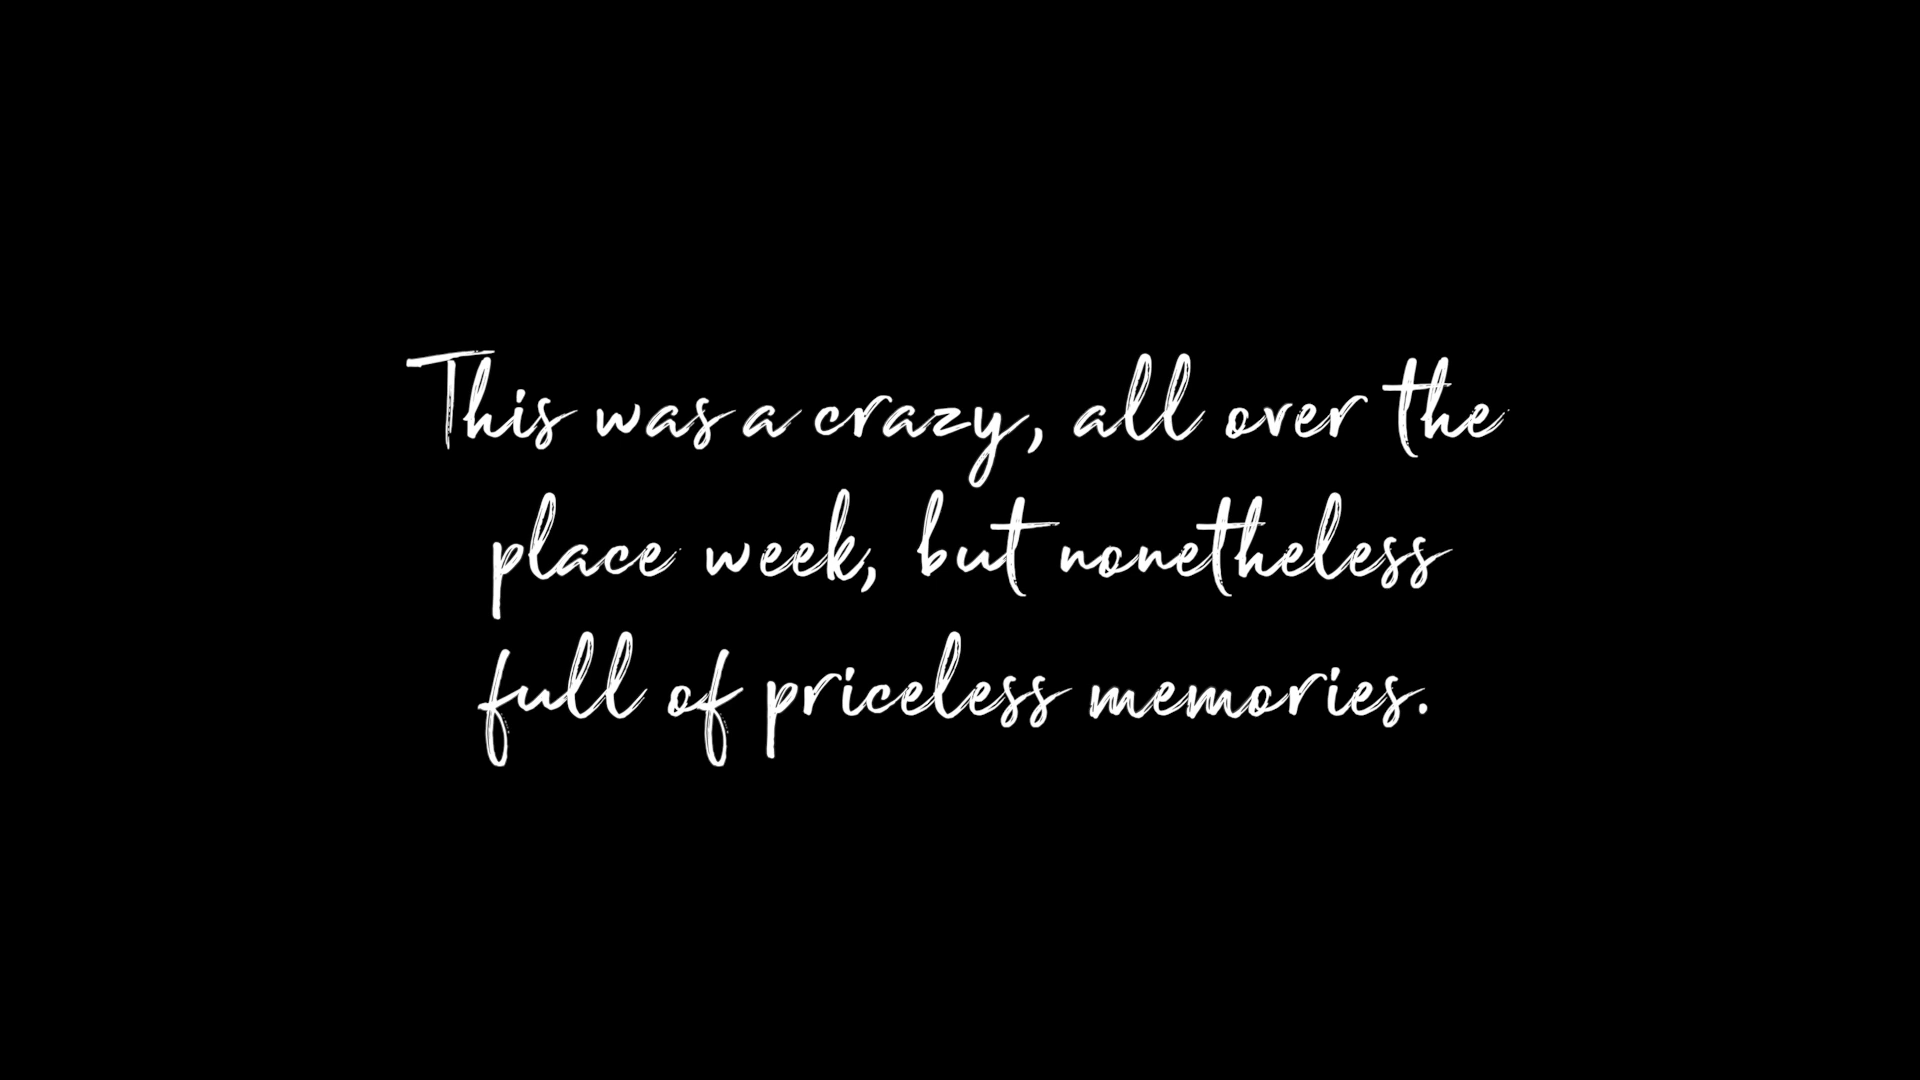 This was a crazy, all over the
place week, but nonetheless
full of priceless memories.